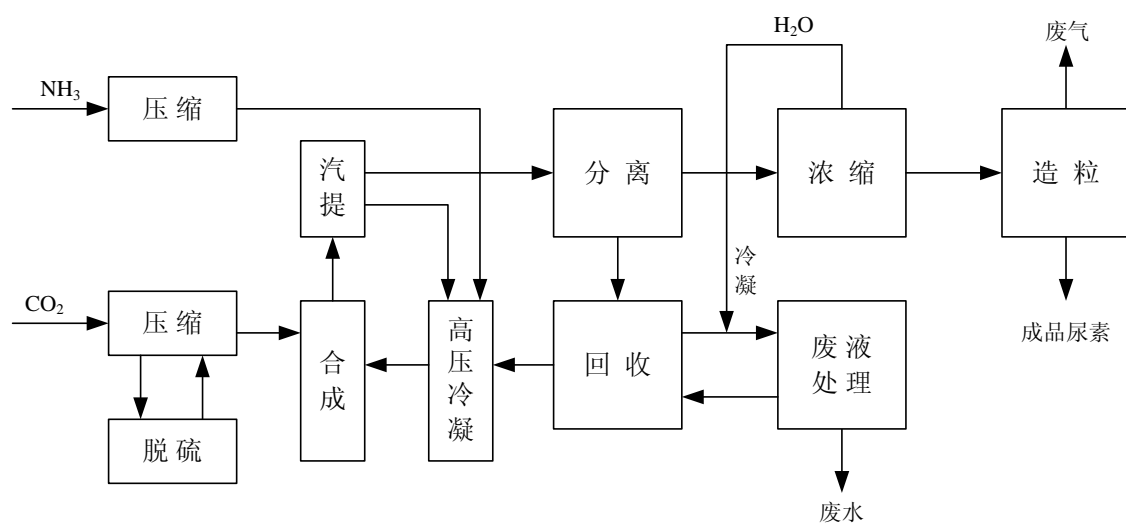 H₂O
废气
NH₃
压 缩
汽
提
分 离
浓 缩
造 粒
冷
凝
CO₂
压 缩
合
成
高
压
冷
凝
回 收
废 液
处 理
成品尿素
脱 硫
废水